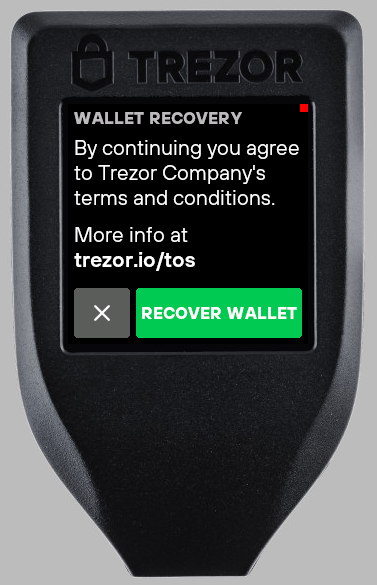 TREZOR
WALLET RECOVERY
By continuing you agree
to Trezor Company's
terms and conditions.
More info at
trezor.io/tos
RECOVER WALLET